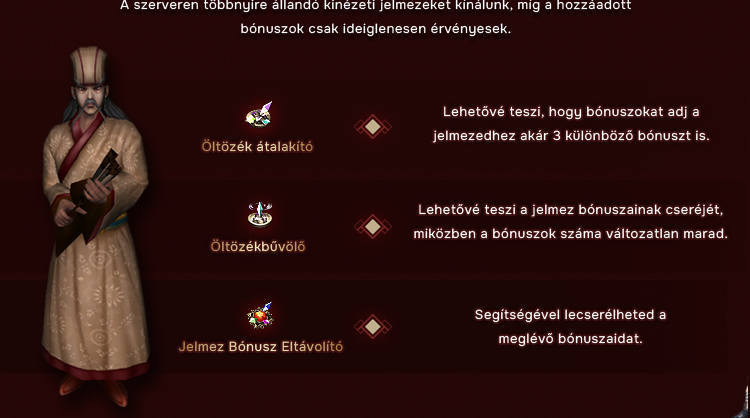 A szerveren többnyire állandó kinézeti jelmezeket kínálunk, míg a hozzáadott
bónuszok csak ideiglenesen érvényesek.
Öltözék átalakító
Lehetővé teszi, hogy bónuszokat adj a
jelmezedhez akár 3 különböző bónuszt is.
Öltözékbűvölő
Lehetővé teszi a jelmez bónuszainak cseréjét,
miközben a bónuszok száma változatlan marad.
Jelmez Bónusz Eltávolító
Segítségével lecserélheted a
meglévő bónuszaidat.